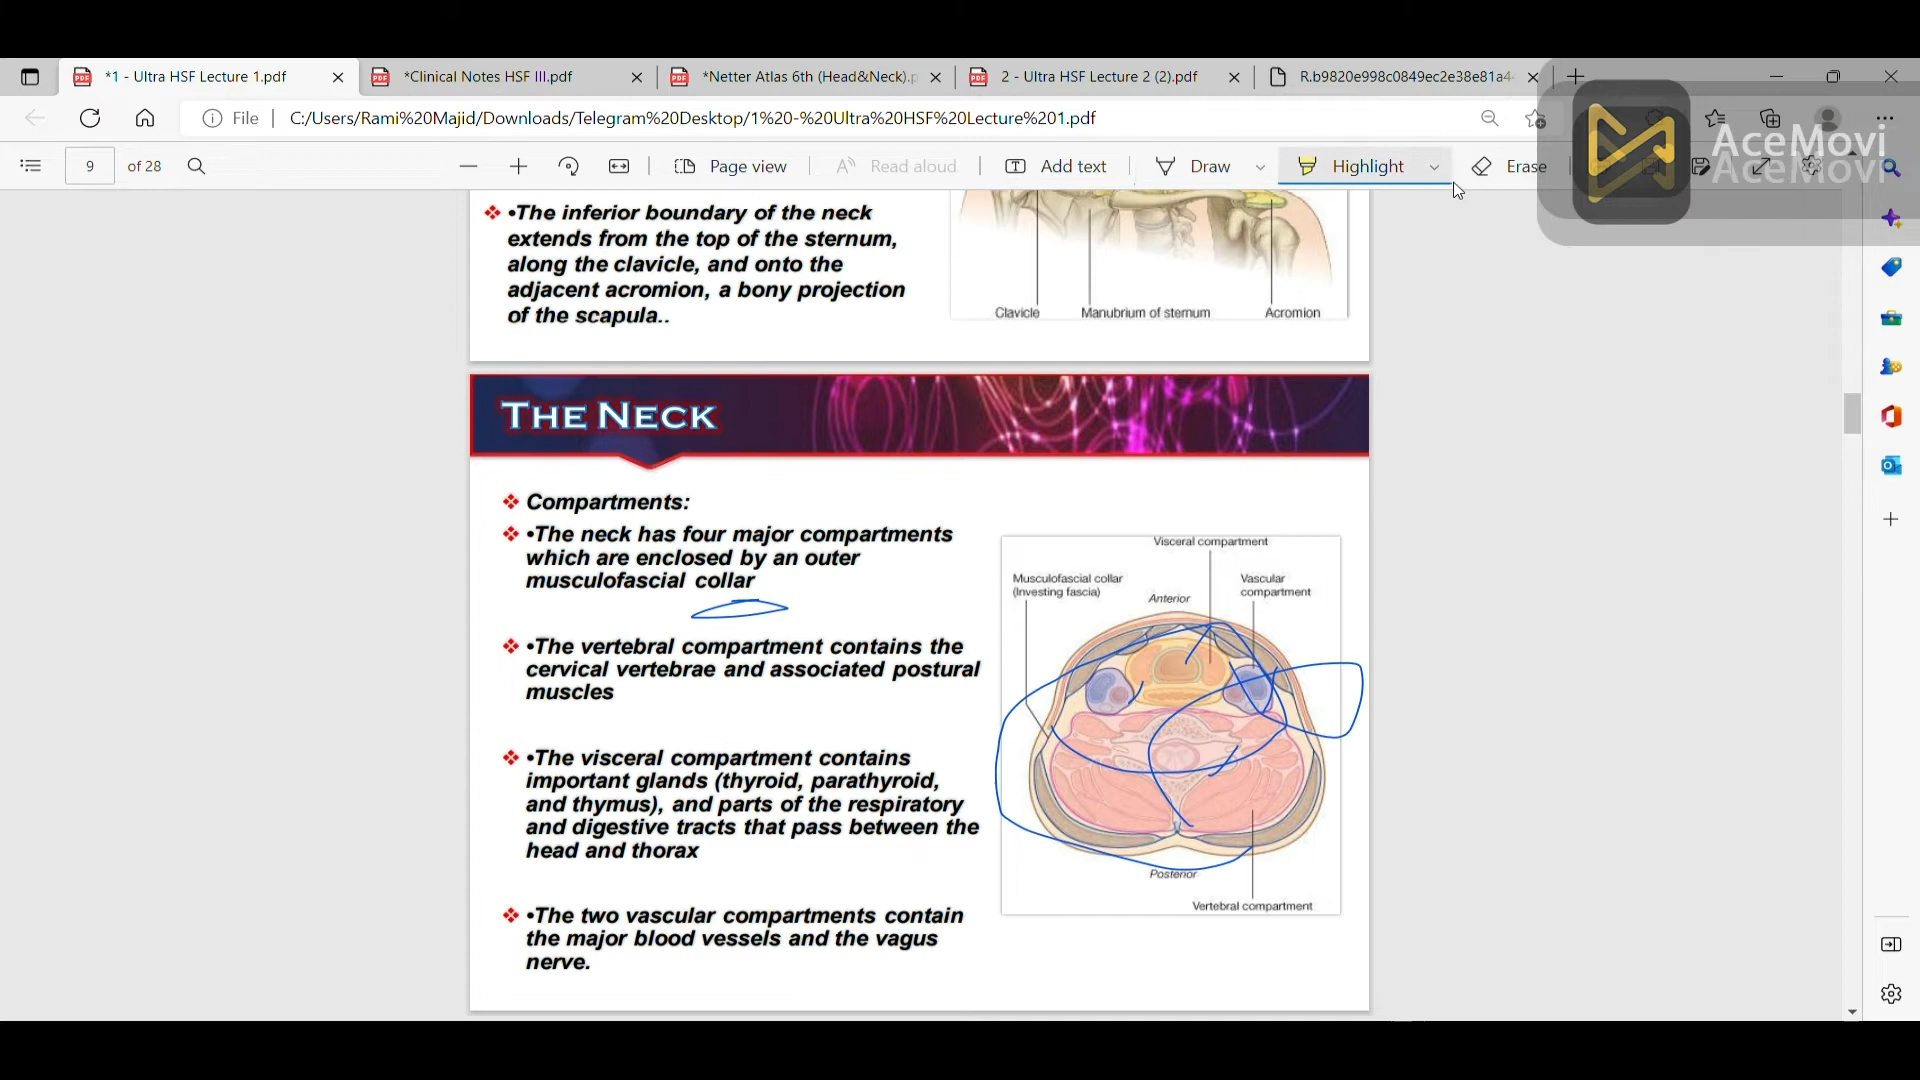 *1 - Ultra HSF Lecture 1.pdf
*Clinical Notes HSF III.pdf
*Netter Atlas 6th (Head&Neck).p
2 - Ultra HSF Lecture 2 (2).pdf
R.b9820e998c0849ec2e38e81a4
File
C:/Users/Rami%20Majid/Downloads/Telegram%20Desktop/1%20-%20Ultra%20HSF%20Lecture%201.pdf
AceMovi
AceMovi
9 of 28
Page view
Read aloud
Add text
Draw
Highlight
Erase
•The inferior boundary of the neck
extends from the top of the sternum,
along the clavicle, and onto the
adjacent acromion, a bony projection
of the scapula..
Clavicle
Manubrium of sternum
Acromion
THE NECK
Compartments:
•The neck has four major compartments
which are enclosed by an outer
musculofascial collar
•The vertebral compartment contains the
cervical vertebrae and associated postural
muscles
•The visceral compartment contains
important glands (thyroid, parathyroid,
and thymus), and parts of the respiratory
and digestive tracts that pass between the
head and thorax
•The two vascular compartments contain
the major blood vessels and the vagus
nerve.
Visceral compartment
Musculofascial collar
(Investing fascia)
Vascular
compartment
Anterior
Posterior
Vertebral compartment